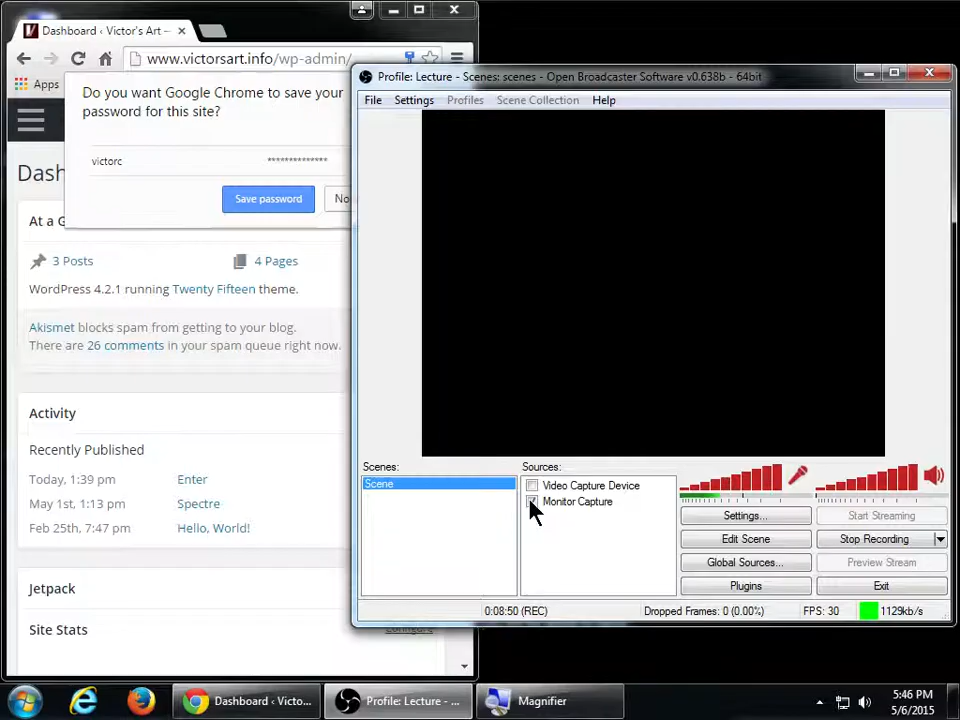 Dashboard ‹ Victor's Art –
www.victorsart.info/wp-admin/
Apps
Do you want Google Chrome to save your
password for this site?
victorc
**************
Save password
No
Dash
At a G
3 Posts
4 Pages
WordPress 4.2.1 running Twenty Fifteen theme.
Akismet blocks spam from getting to your blog.
There are 26 comments in your spam queue right now.
Activity
Recently Published
Today, 1:39 pm
Enter
May 1st, 1:13 pm
Spectre
Feb 25th, 7:47 pm
Hello, World!
Jetpack
Site Stats
Configure
Profile: Lecture - Scenes: scenes - Open Broadcaster Software v0.638b - 64bit
File
Settings
Profiles
Scene Collection
Help
Scenes:
Scene
Sources:
Video Capture Device
Monitor Capture
Settings...
Start Streaming
Edit Scene
Stop Recording
Global Sources...
Preview Stream
Plugins
Exit
0:08:50 (REC)
Dropped Frames: 0 (0.00%)
FPS: 30
1129kb/s
Dashboard ‹ Victo...
Profile: Lecture - ...
Magnifier
5:46 PM
5/6/2015